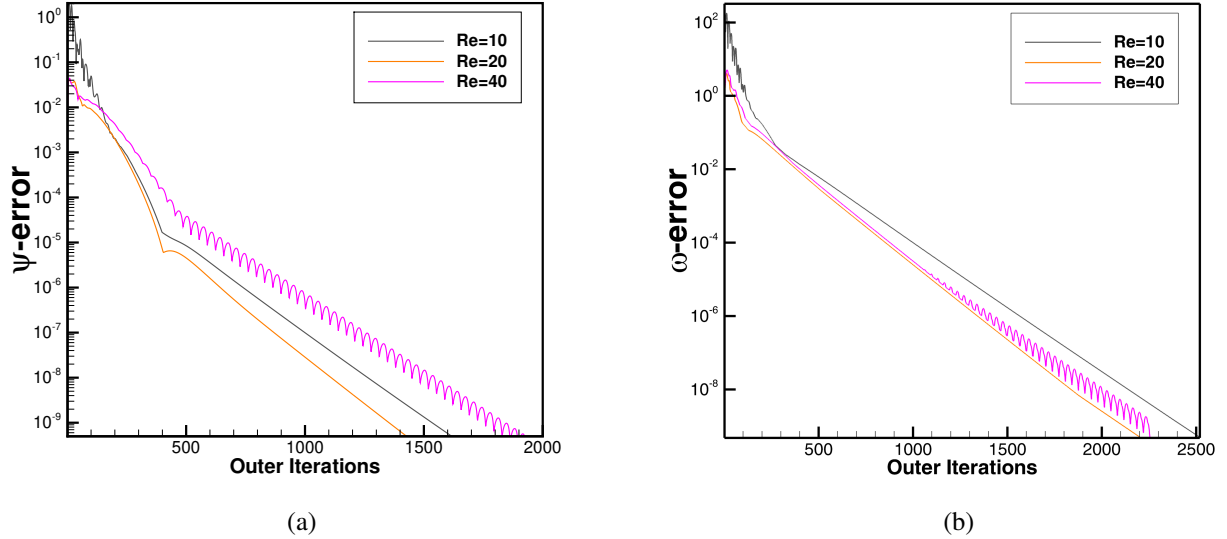 10^0
10^-1
10^-2
10^-3
10^-4
10^-5
10^-6
10^-7
10^-8
10^-9
ψ-error
Re=10
Re=20
Re=40
500
1000
1500
2000
Outer Iterations
(a)
10^2
10^0
10^-2
10^-4
10^-6
10^-8
ω-error
Re=10
Re=20
Re=40
500
1000
1500
2000
2500
Outer Iterations
(b)